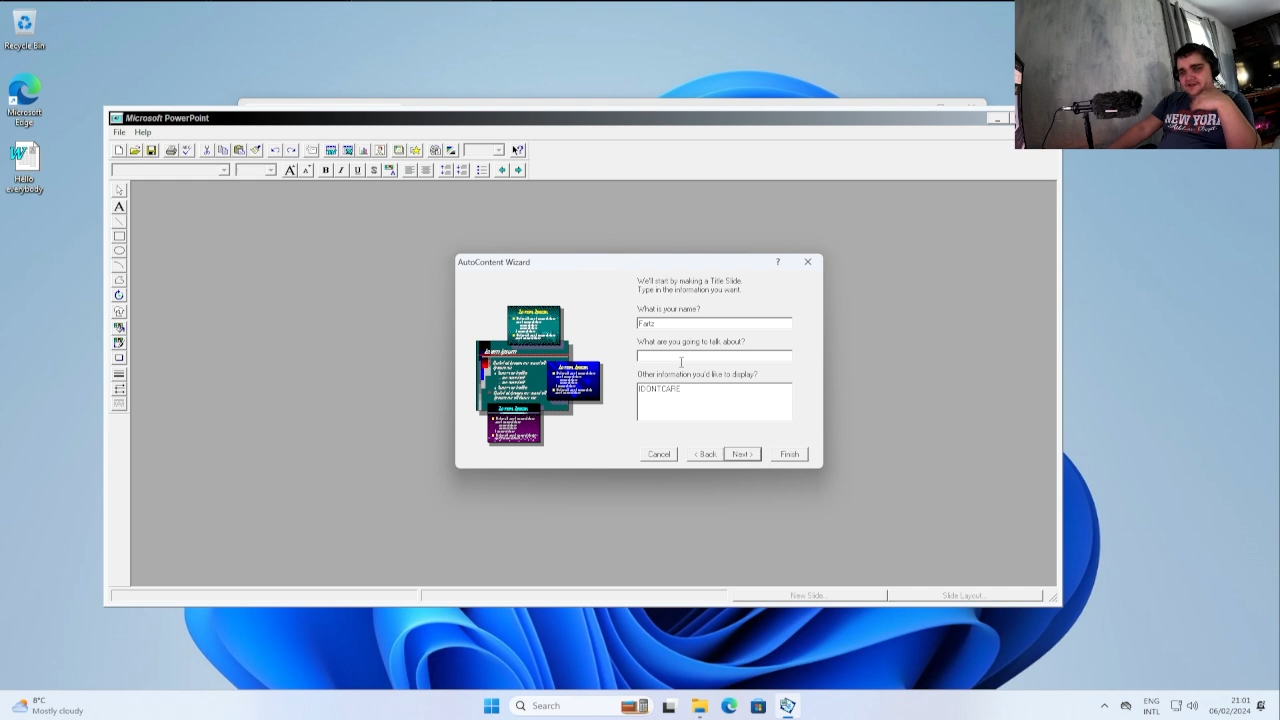 Recycle Bin
Microsoft
Edge
Hello
everybody
Microsoft PowerPoint
File Help
AutoContent Wizard
We'll start by making a Title Slide.
Type in the information you want.
What is your name?
Fartz
What are you going to talk about?
Other information you'd like to display?
IDONTCARE
Cancel
< Back
Next >
Finish
New Slide...
Slide Layout...
NEW YORK
8°C
Mostly cloudy
Search
ENG
INTL
21:01
06/02/2024